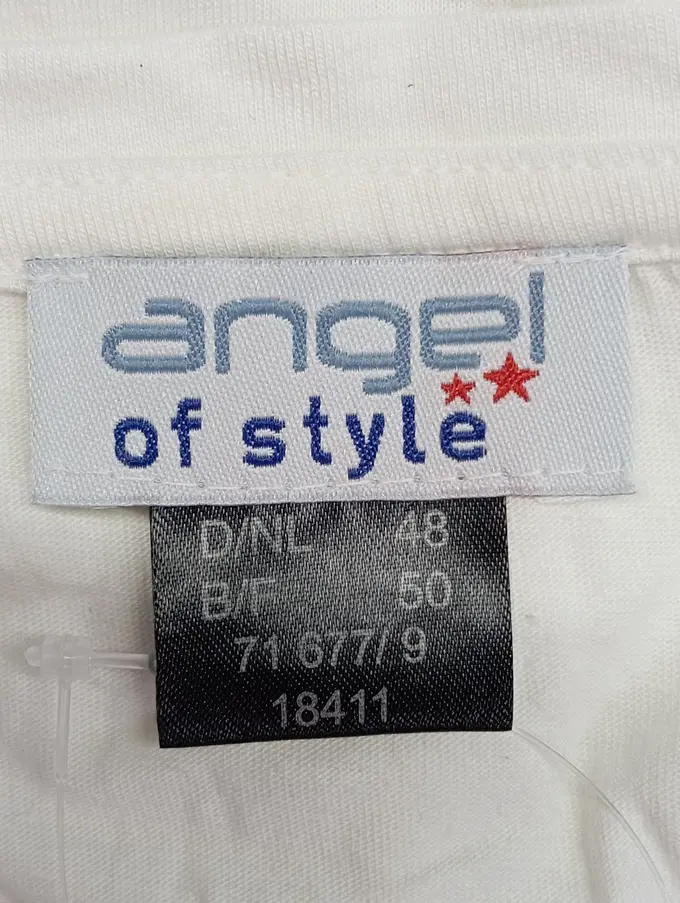 angel
of style
D/NL 48
B/F 50
71 677/ 9
18411